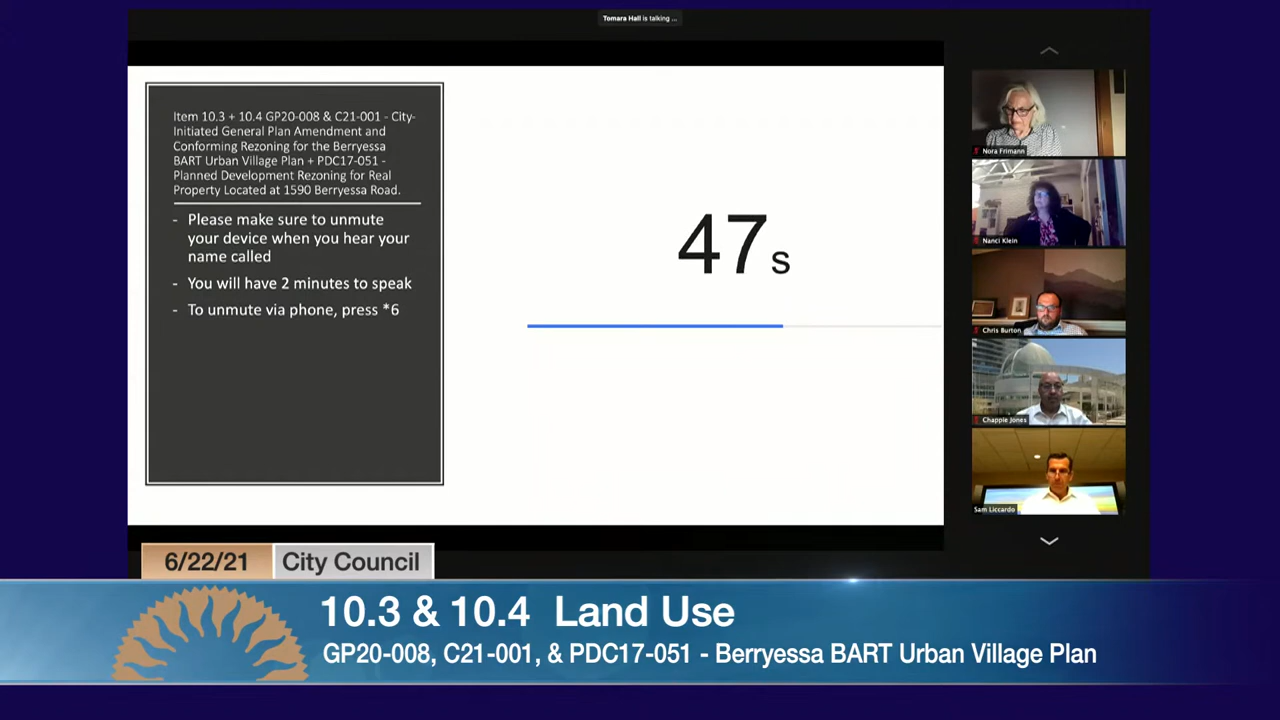 Tomara Hall is talking ...
Item 10.3 + 10.4 GP20-008 & C21-001 - City-
Initiated General Plan Amendment and
Conforming Rezoning for the Berryessa
BART Urban Village Plan + PDC17-051 -
Planned Development Rezoning for Real
Property Located at 1590 Berryessa Road.
- Please make sure to unmute
your device when you hear your
name called
- You will have 2 minutes to speak
- To unmute via phone, press *6
47s
Nora Frimann
Nanci Klein
Chris Burton
Chappie Jones
Sam Liccardo
6/22/21 City Council
10.3 & 10.4 Land Use
GP20-008, C21-001, & PDC17-051 - Berryessa BART Urban Village Plan